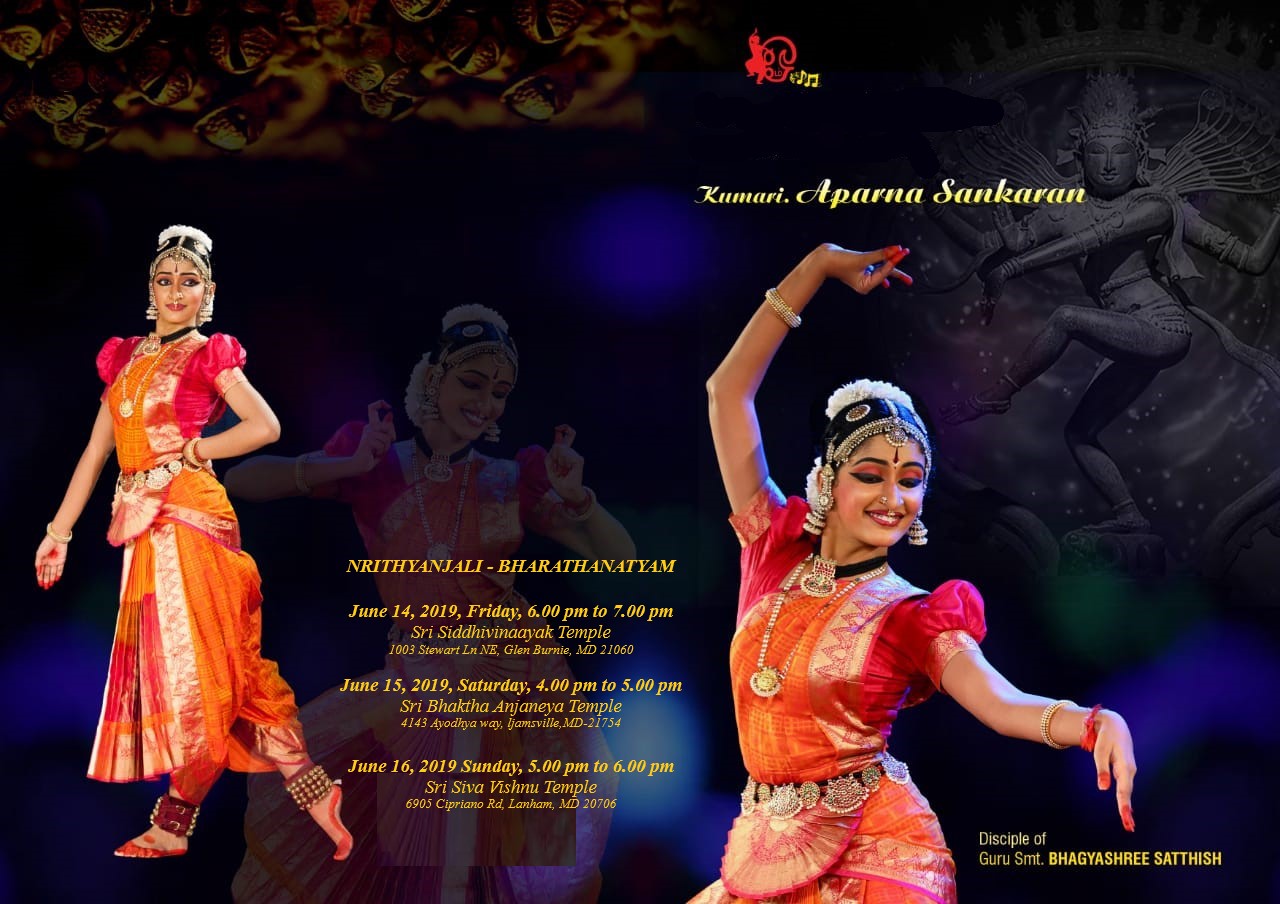 Kumari. Aparna Sankaran
NRITHYANJALI - BHARATHANATYAM
June 14, 2019, Friday, 6.00 pm to 7.00 pm
Sri Siddhivinaayak Temple
1003 Stewart Ln NE, Glen Burnie, MD 21060
June 15, 2019, Saturday, 4.00 pm to 5.00 pm
Sri Bhaktha Anjaneya Temple
4143 Ayodhya way, ljamsville,MD-21754
June 16, 2019 Sunday, 5.00 pm to 6.00 pm
Sri Siva Vishnu Temple
6905 Cipriano Rd, Lanham, MD 20706
Disciple of
Guru Smt. BHAGYASHREE SATTHISH